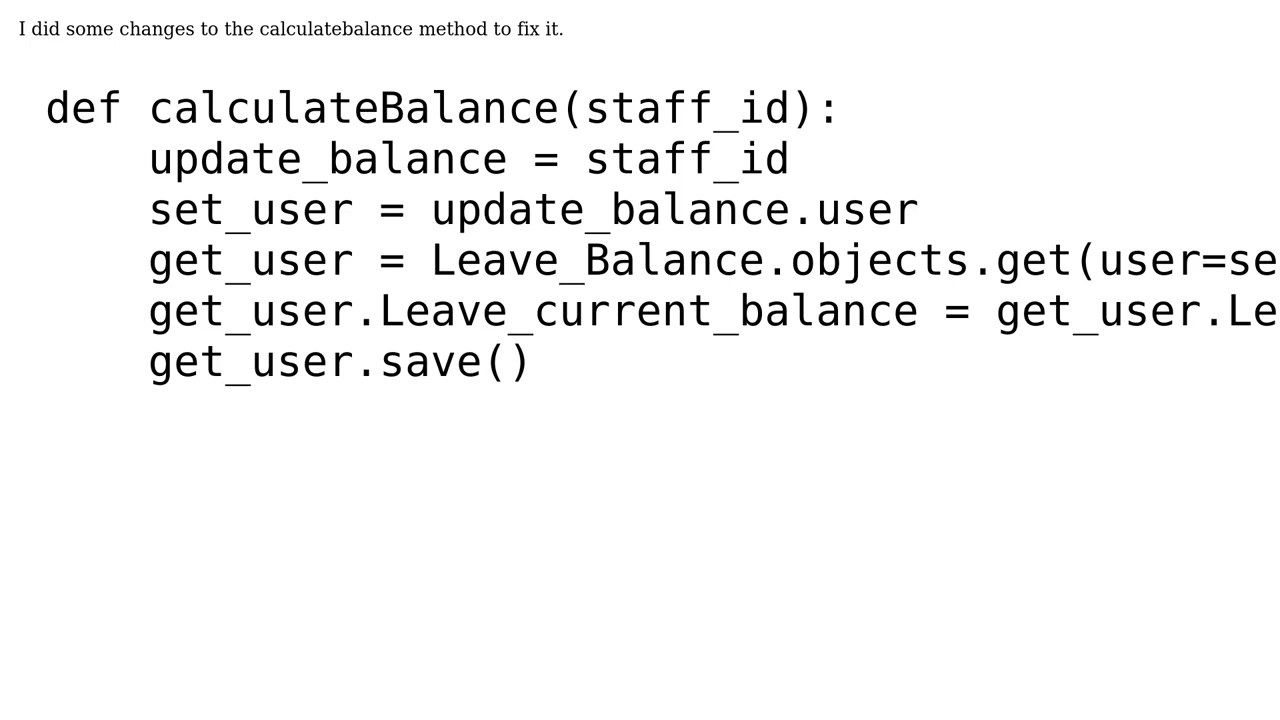 I did some changes to the calculatebalance method to fix it.
def calculateBalance(staff_id):
    update_balance = staff_id
    set_user = update_balance.user
    get_user = Leave_Balance.objects.get(user=se
    get_user.Leave_current_balance = get_user.Le
    get_user.save()